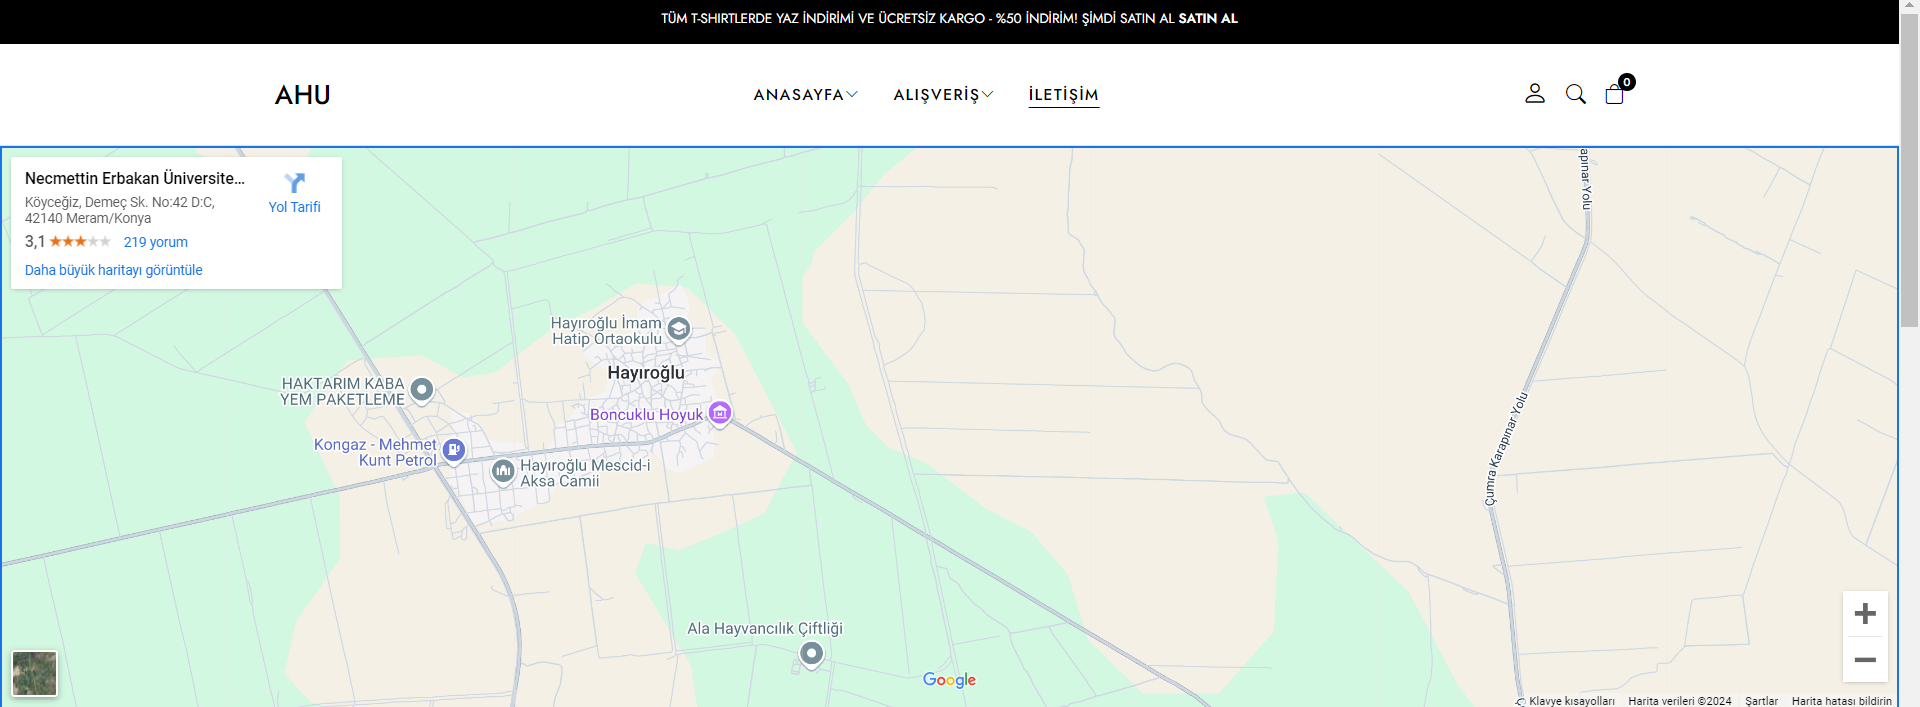 TÜM T-SHIRTLERDE YAZ İNDİRİMİ VE ÜCRETSİZ KARGO - %50 İNDİRİM! ŞİMDİ SATIN AL SATIN AL
AHU
ANASAYFA
ALIŞVERİŞ
İLETİŞİM
0
Necmettin Erbakan Üniversite...
Köyceğiz, Demeç Sk. No:42 D:C,
42140 Meram/Konya
3,1
219 yorum
Daha büyük haritayı görüntüle
Yol Tarifi
apınar Yolu
Hayıroğlu İmam
Hatip Ortaokulu
Hayıroğlu
HAKTARIM KABA
YEM PAKETLEME
Boncuklu Hoyuk
Kongaz - Mehmet
Kunt Petrol
Hayıroğlu Mescid-i
Aksa Camii
Çumra Karapınar Yolu
Ala Hayvancılık Çiftliği
Google
Klavye kısayolları
Harita verileri ©2024
Şartlar
Harita hatası bildirin